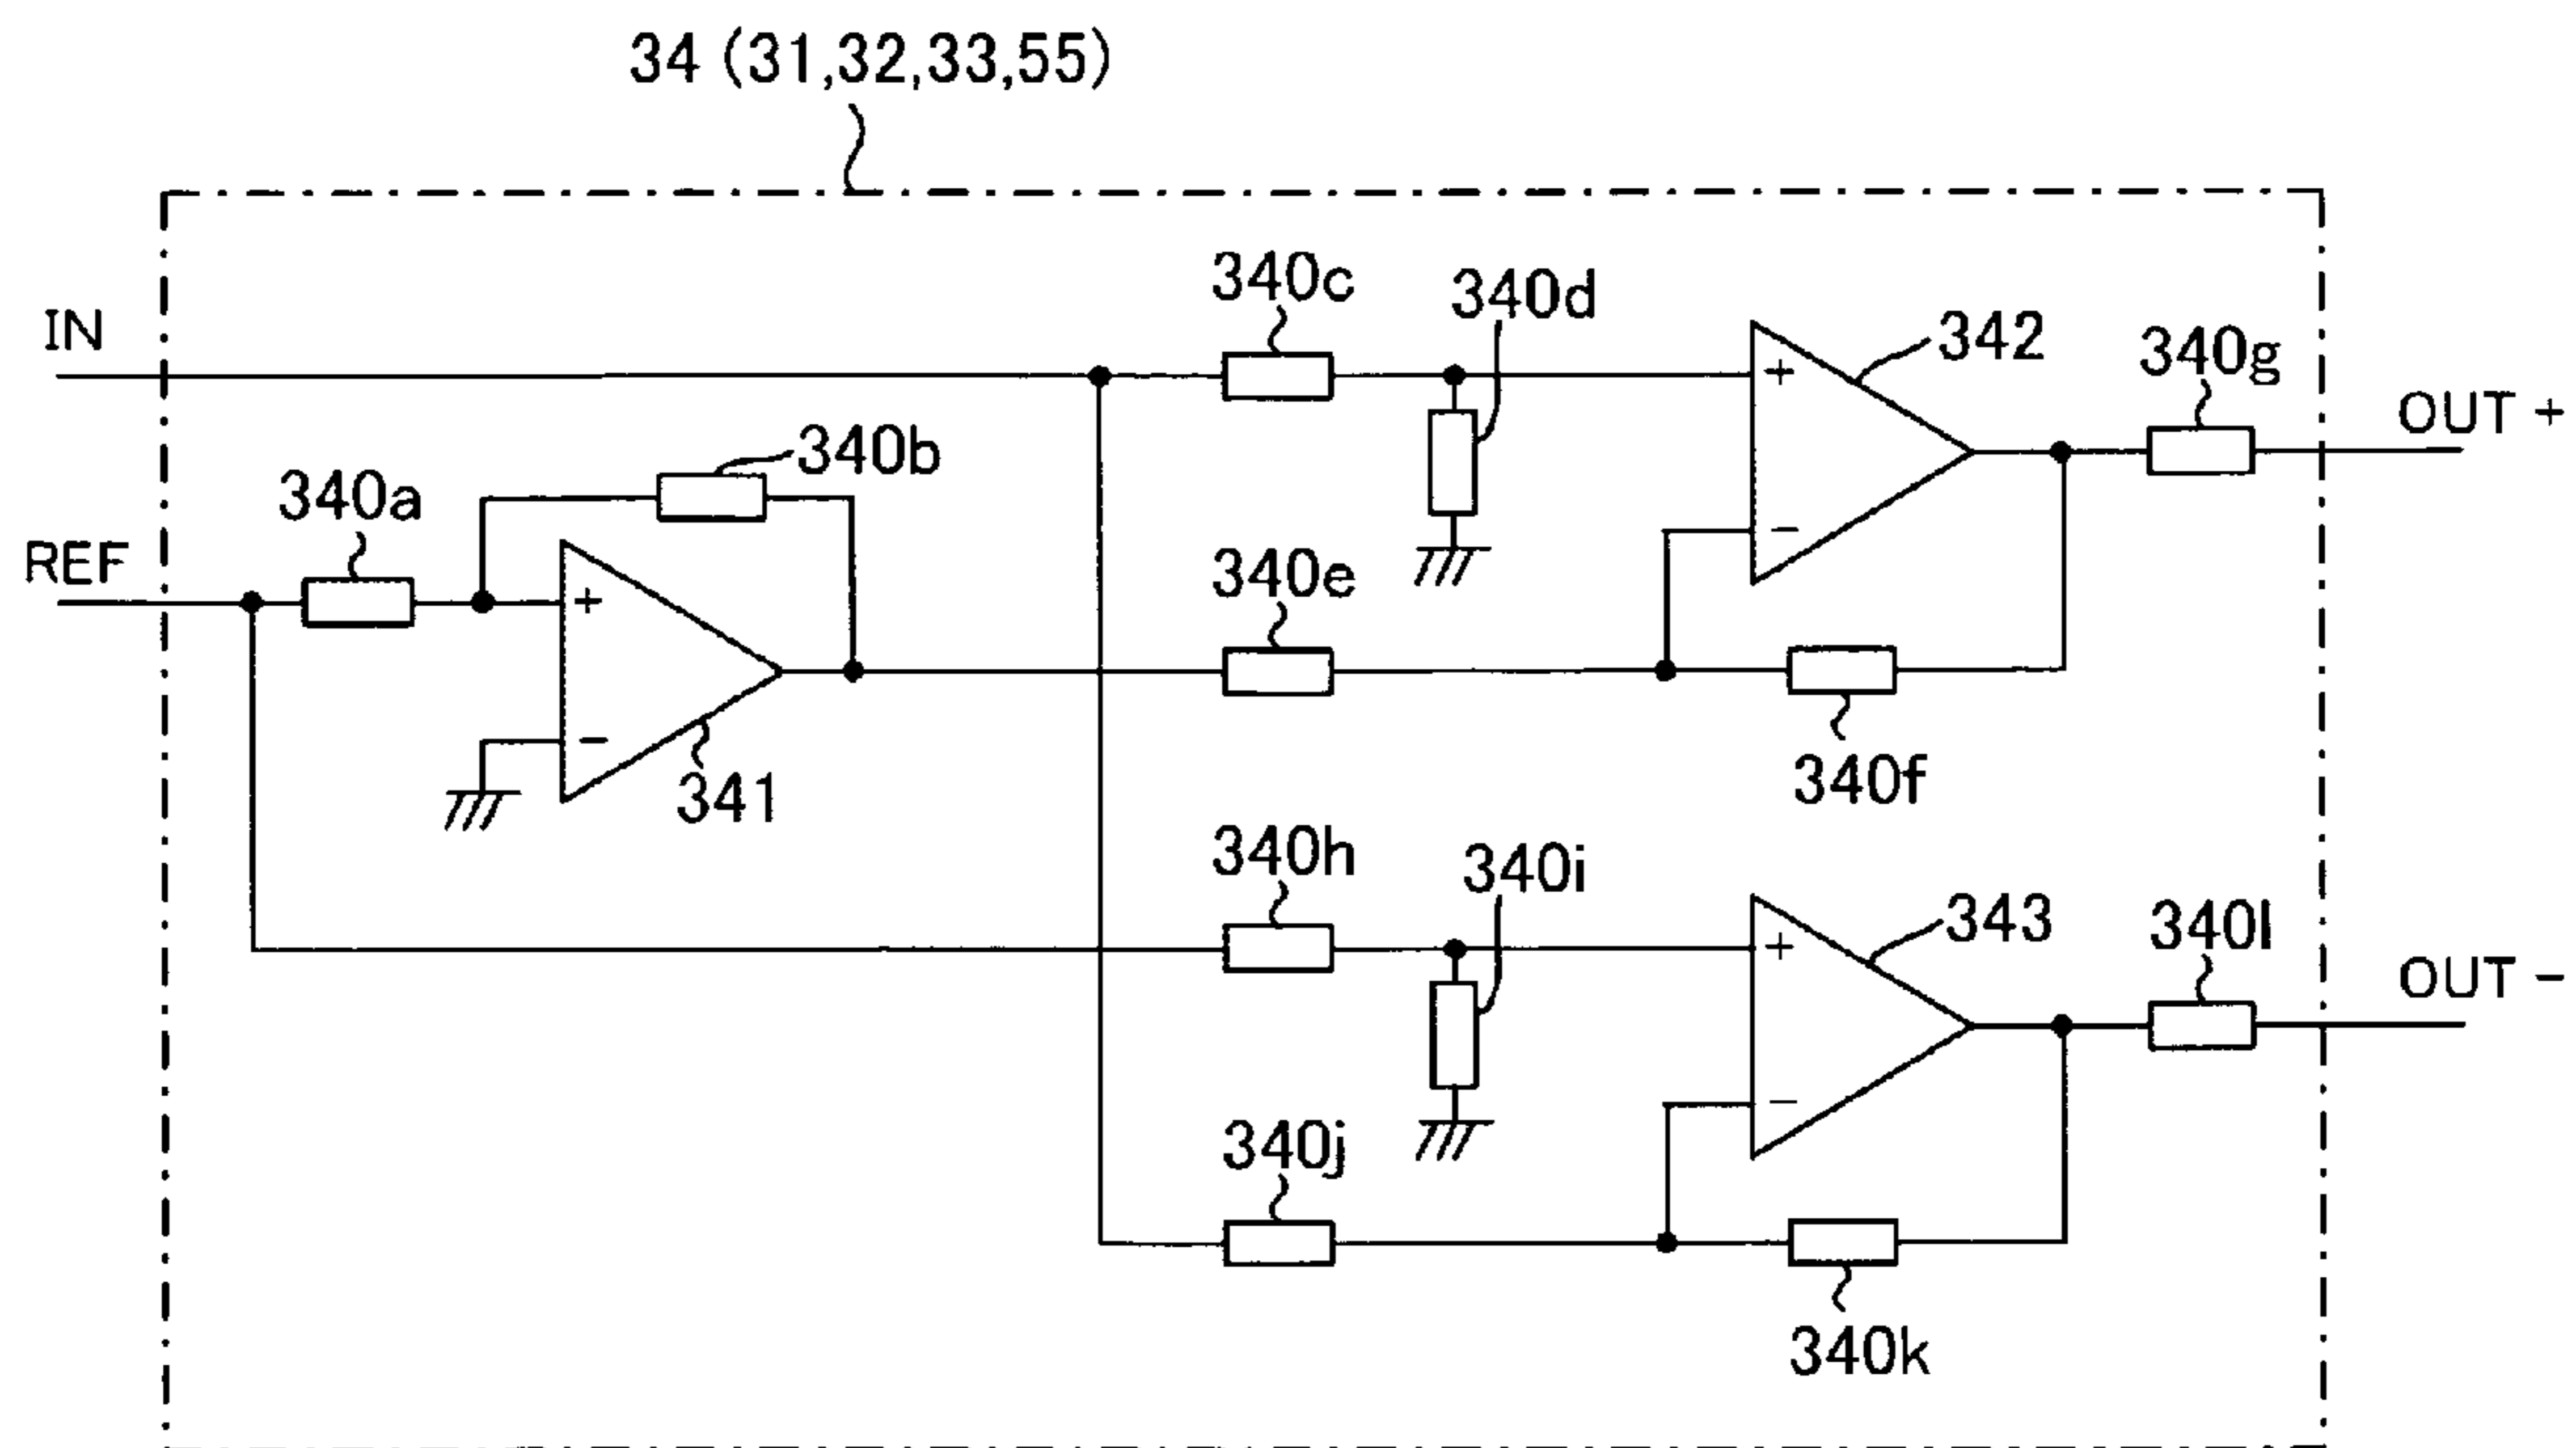 34 (31,32,33,55)
IN
340c
340d
342
340g
OUT +
340b
340a
REF
+
−
+
−
340e
341
340f
340h
340i
343
340l
OUT −
+
−
340j
340k